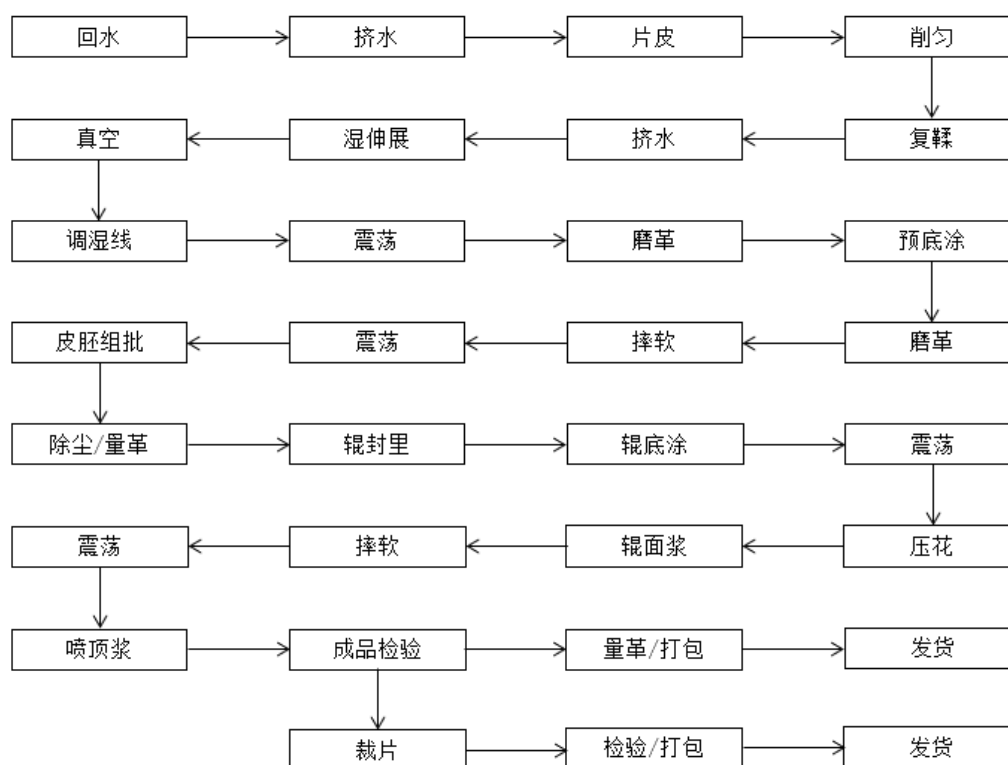 回水
挤水
片皮
削匀
真空
湿伸展
挤水
复鞣
调湿线
震荡
磨革
预底涂
皮胚组批
震荡
摔软
磨革
除尘/量革
辊封里
辊底涂
震荡
震荡
摔软
辊面浆
压花
喷顶浆
成品检验
量革/打包
发货
裁片
检验/打包
发货